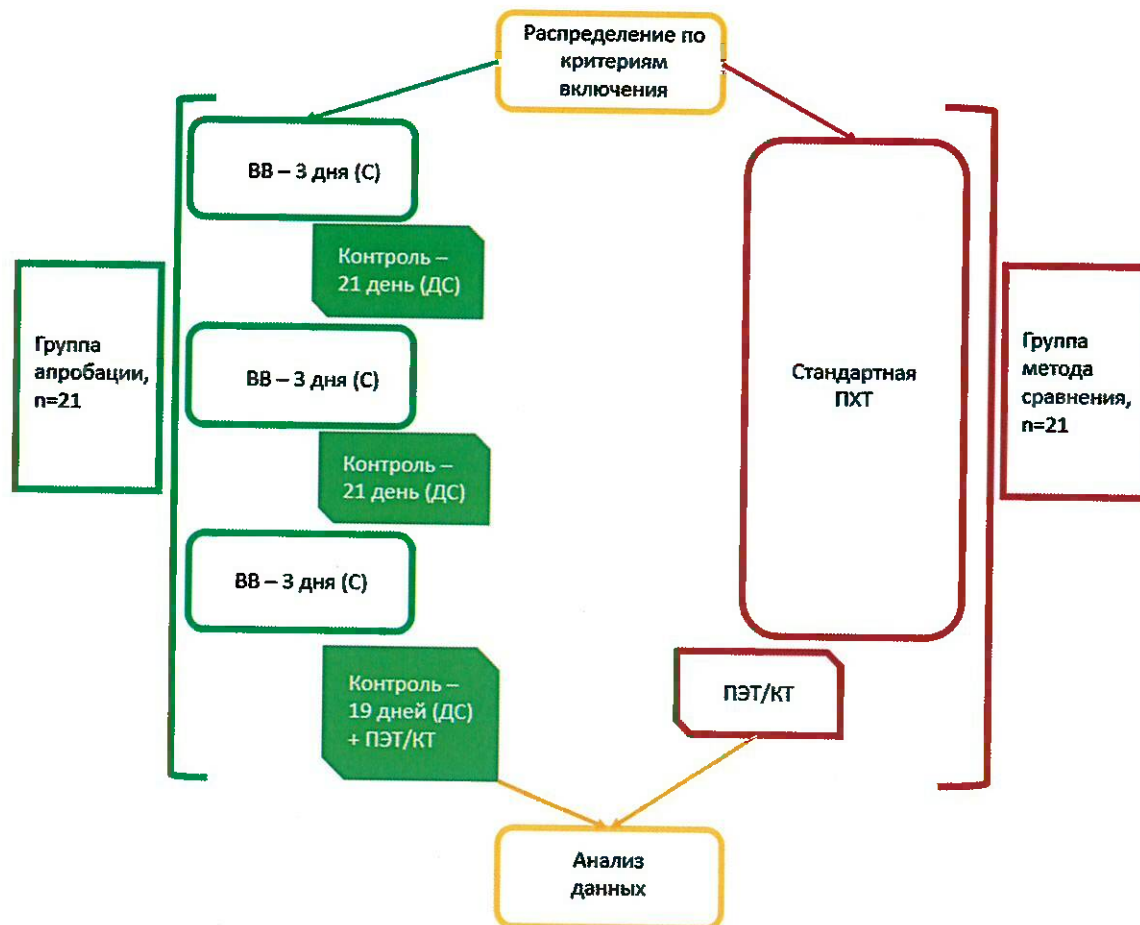 Распределение по
критериям
включения
ВВ – 3 дня (С)
Контроль –
21 день (ДС)
Группа
апробации,
n=21
ВВ – 3 дня (С)
Контроль –
21 день (ДС)
ВВ – 3 дня (С)
Контроль –
19 дней (ДС)
+ ПЭТ/КТ
Стандартная
ПХТ
Группа
метода
сравнения,
n=21
ПЭТ/КТ
Анализ
данных